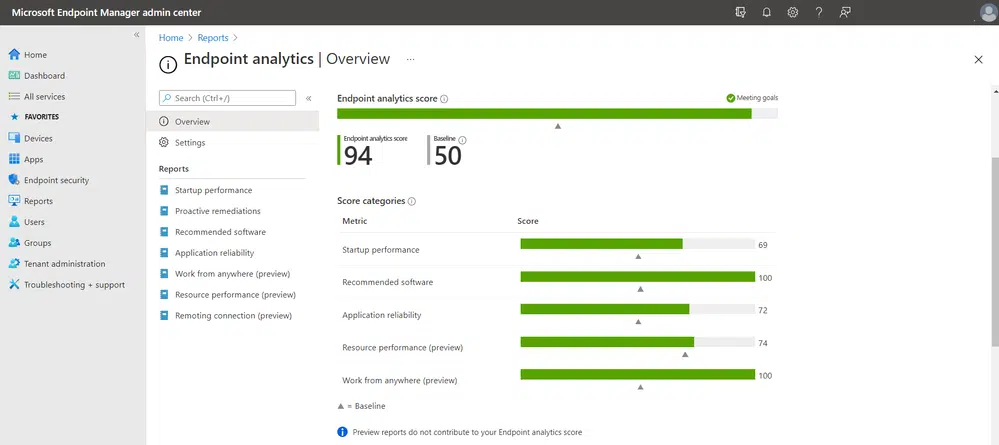 Microsoft Endpoint Manager admin center
Home
Dashboard
All services
FAVORITES
Devices
Apps
Endpoint security
Reports
Users
Groups
Tenant administration
Troubleshooting + support
Home > Reports >
Endpoint analytics | Overview ...
Search (Ctrl+/)
Overview
Settings
Reports
Startup performance
Proactive remediations
Recommended software
Application reliability
Work from anywhere (preview)
Resource performance (preview)
Remoting connection (preview)
Endpoint analytics score
Meeting goals
Endpoint analytics score
94
Baseline
50
Score categories
Metric Score
Startup performance 69
Recommended software 100
Application reliability 72
Resource performance (preview) 74
Work from anywhere (preview) 100
▲ = Baseline
Preview reports do not contribute to your Endpoint analytics score